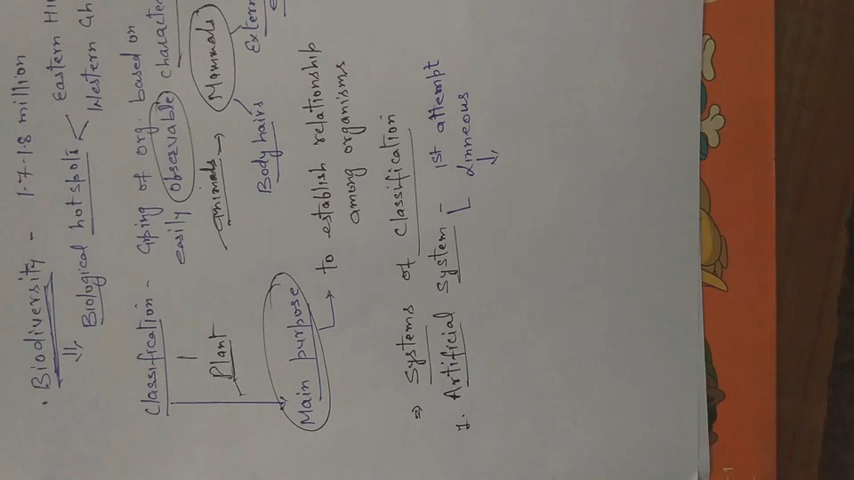 • Biodiversity - 1.7-1.8 million
Biological hotspots < Eastern Hi
Western Gh
Classification - Gping of org. based on
easily observable characte
Plant
animals → Mammals
Body hairs Extern
Main purpose
→ to establish relationship
among organisms
⇒ Systems of Classification
1. Artificial System - 1st attempt
Linneous